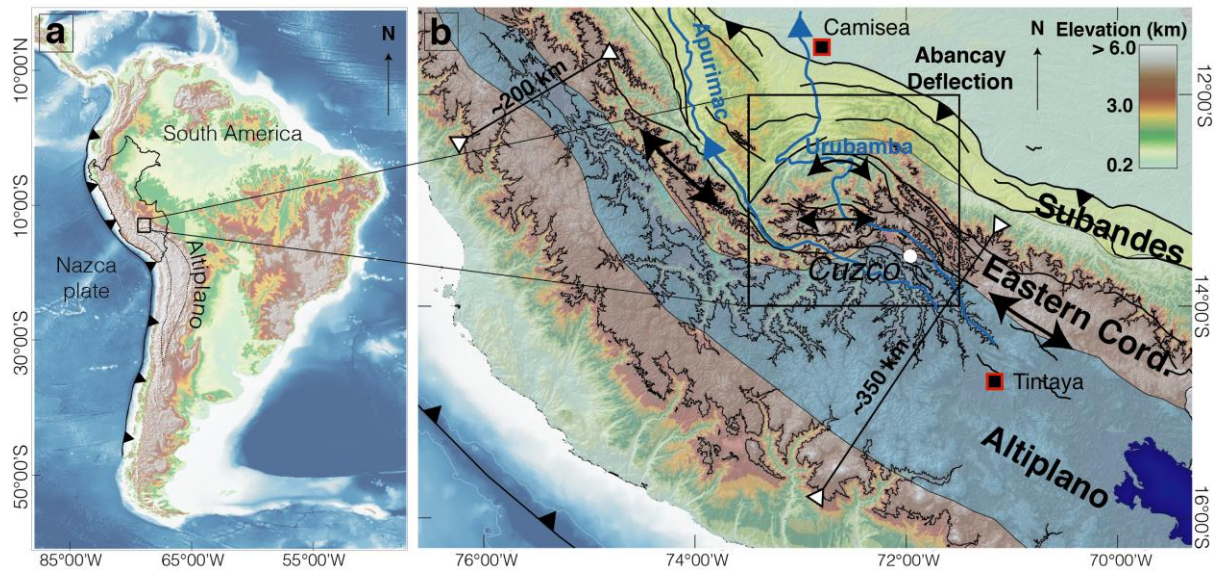 a
N
10°00'N
10°00'S
30°00'S
50°00'S
85°00'W
65°00'W
55°00'W
South America
Nazca
plate
Altiplano
b
Camisea
Apurimac
~200 km
Abancay
Deflection
N
Elevation (km)
> 6.0
3.0
0.2
Urubamba
Subandes
Cuzco
Eastern Cord.
~350 km
Tintaya
Altiplano
12°00'S
14°00'S
16°00'S
76°00'W
74°00'W
72°00'W
70°00'W